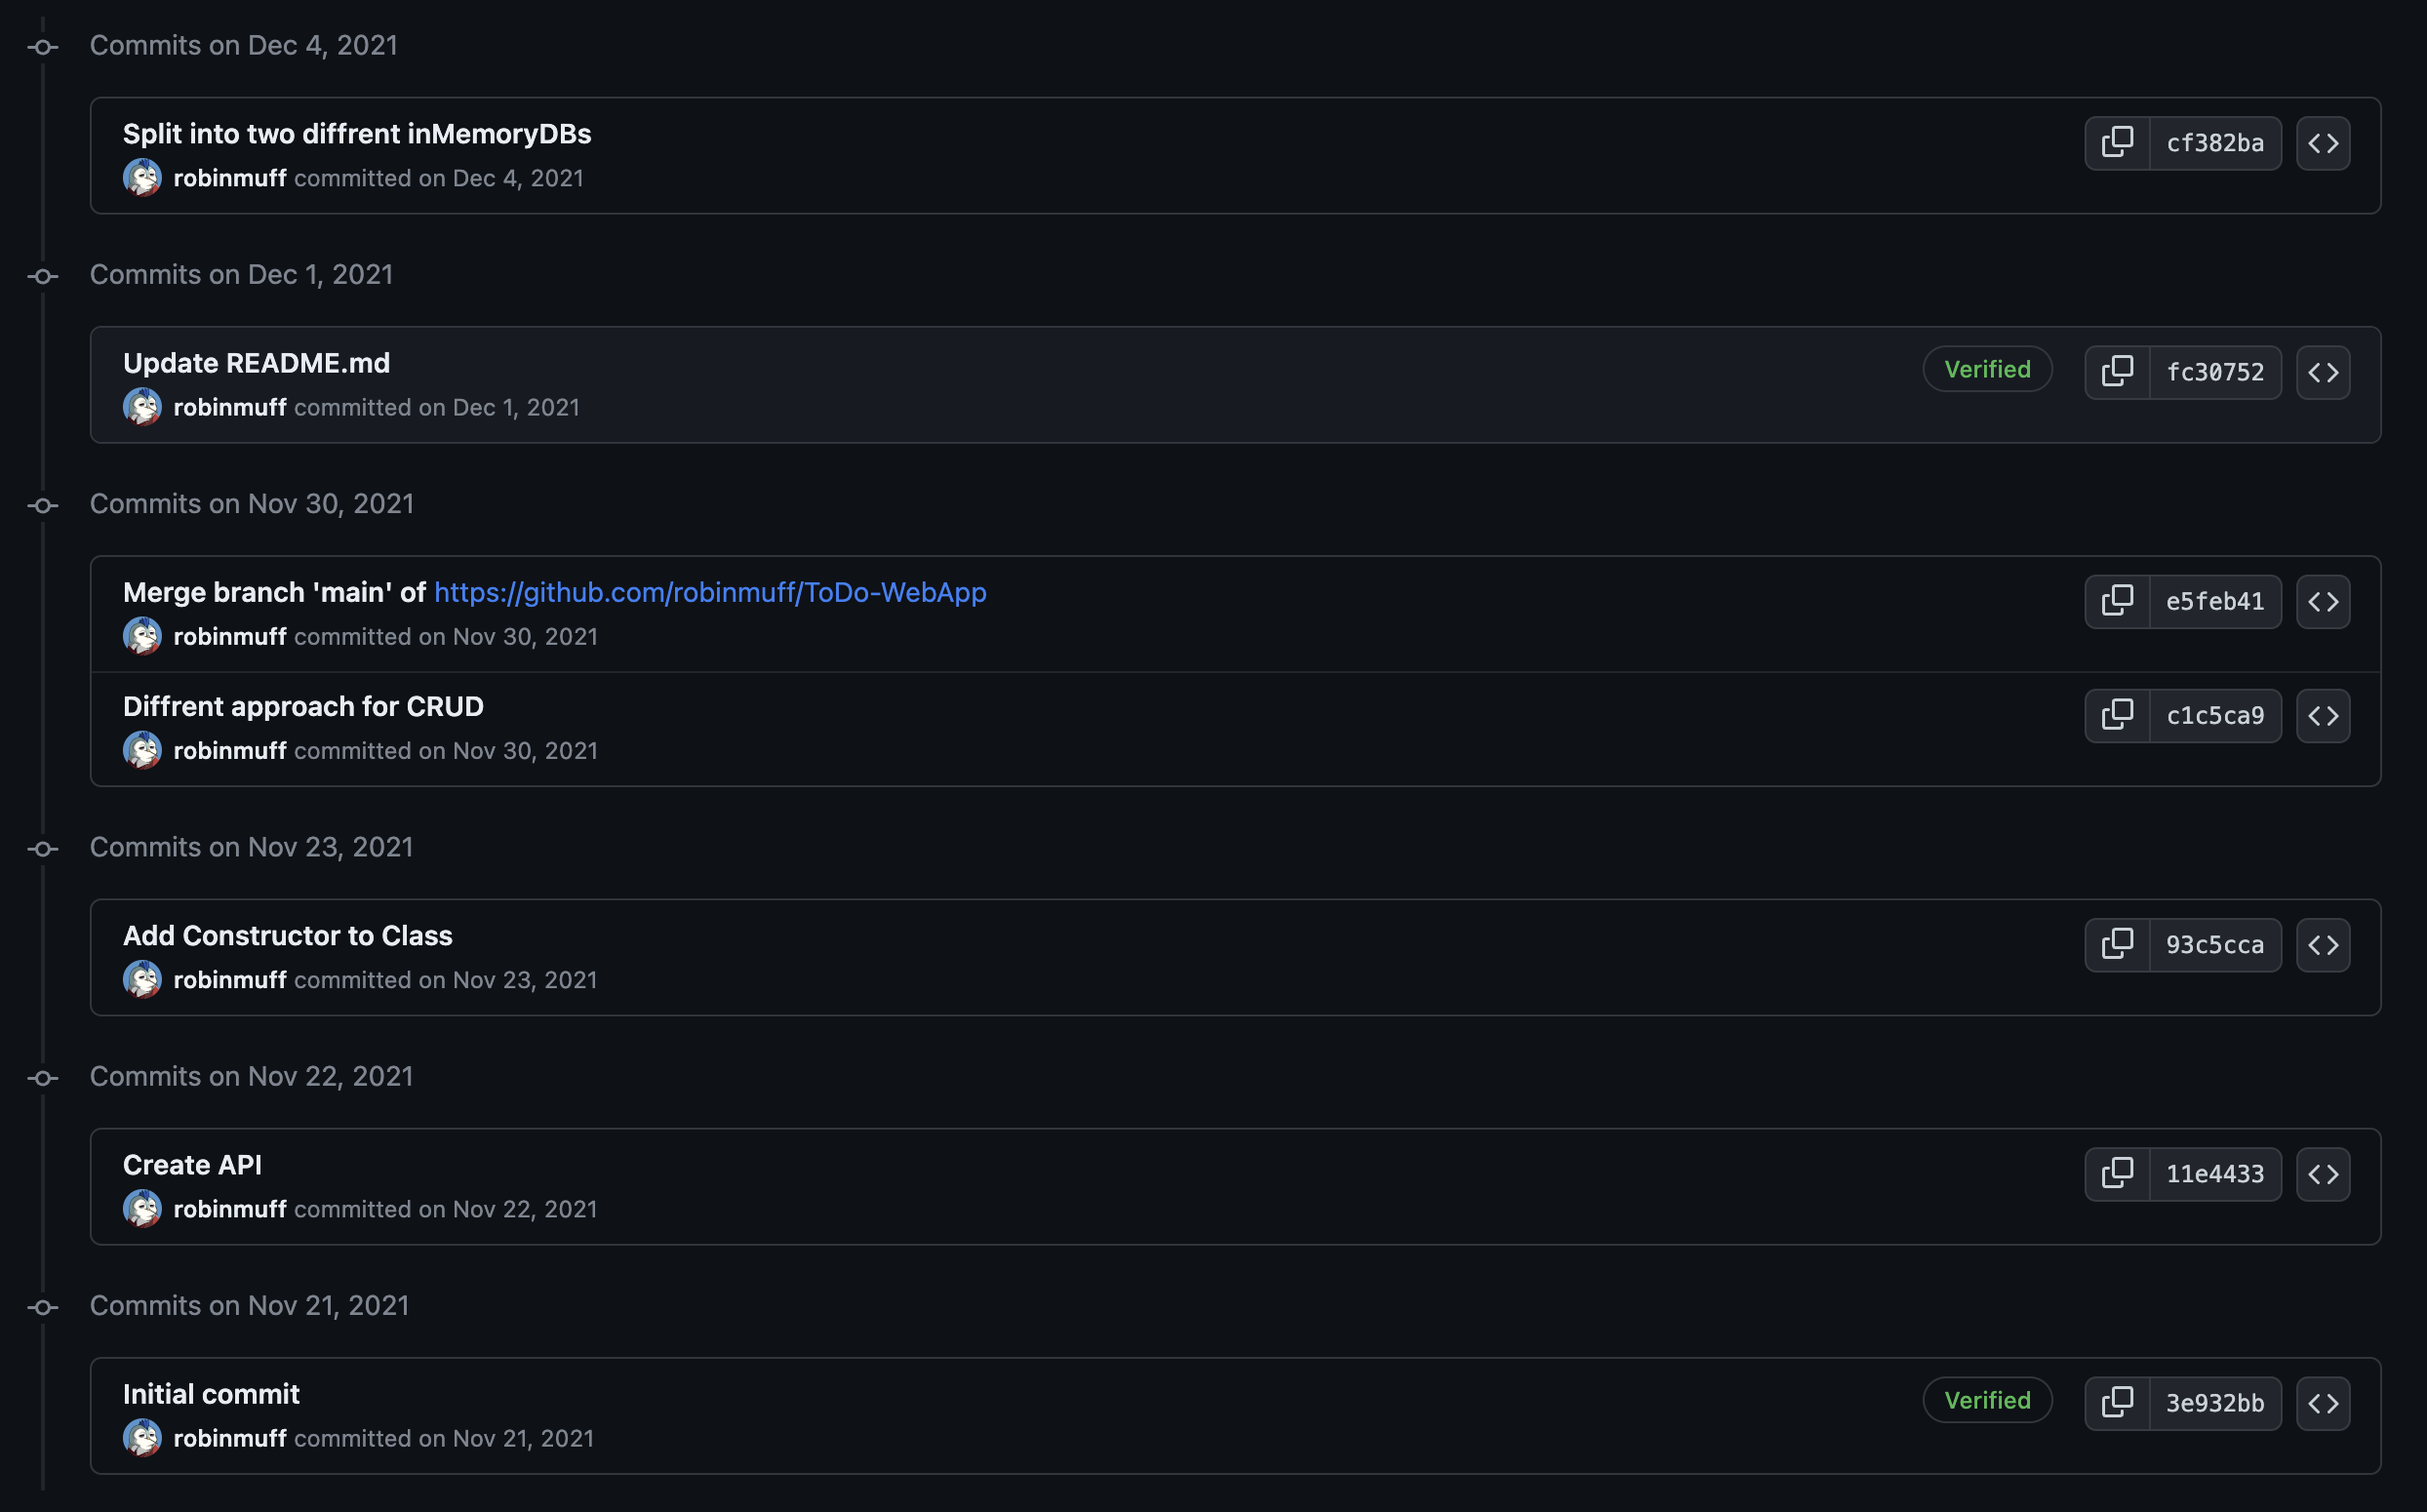 Commits on Dec 4, 2021
Split into two diffrent inMemoryDBs
cf382ba
robinmuff committed on Dec 4, 2021
Commits on Dec 1, 2021
Update README.md
Verified
fc30752
robinmuff committed on Dec 1, 2021
Commits on Nov 30, 2021
Merge branch 'main' of https://github.com/robinmuff/ToDo-WebApp
e5feb41
robinmuff committed on Nov 30, 2021
Diffrent approach for CRUD
c1c5ca9
robinmuff committed on Nov 30, 2021
Commits on Nov 23, 2021
Add Constructor to Class
93c5cca
robinmuff committed on Nov 23, 2021
Commits on Nov 22, 2021
Create API
11e4433
robinmuff committed on Nov 22, 2021
Commits on Nov 21, 2021
Initial commit
Verified
3e932bb
robinmuff committed on Nov 21, 2021